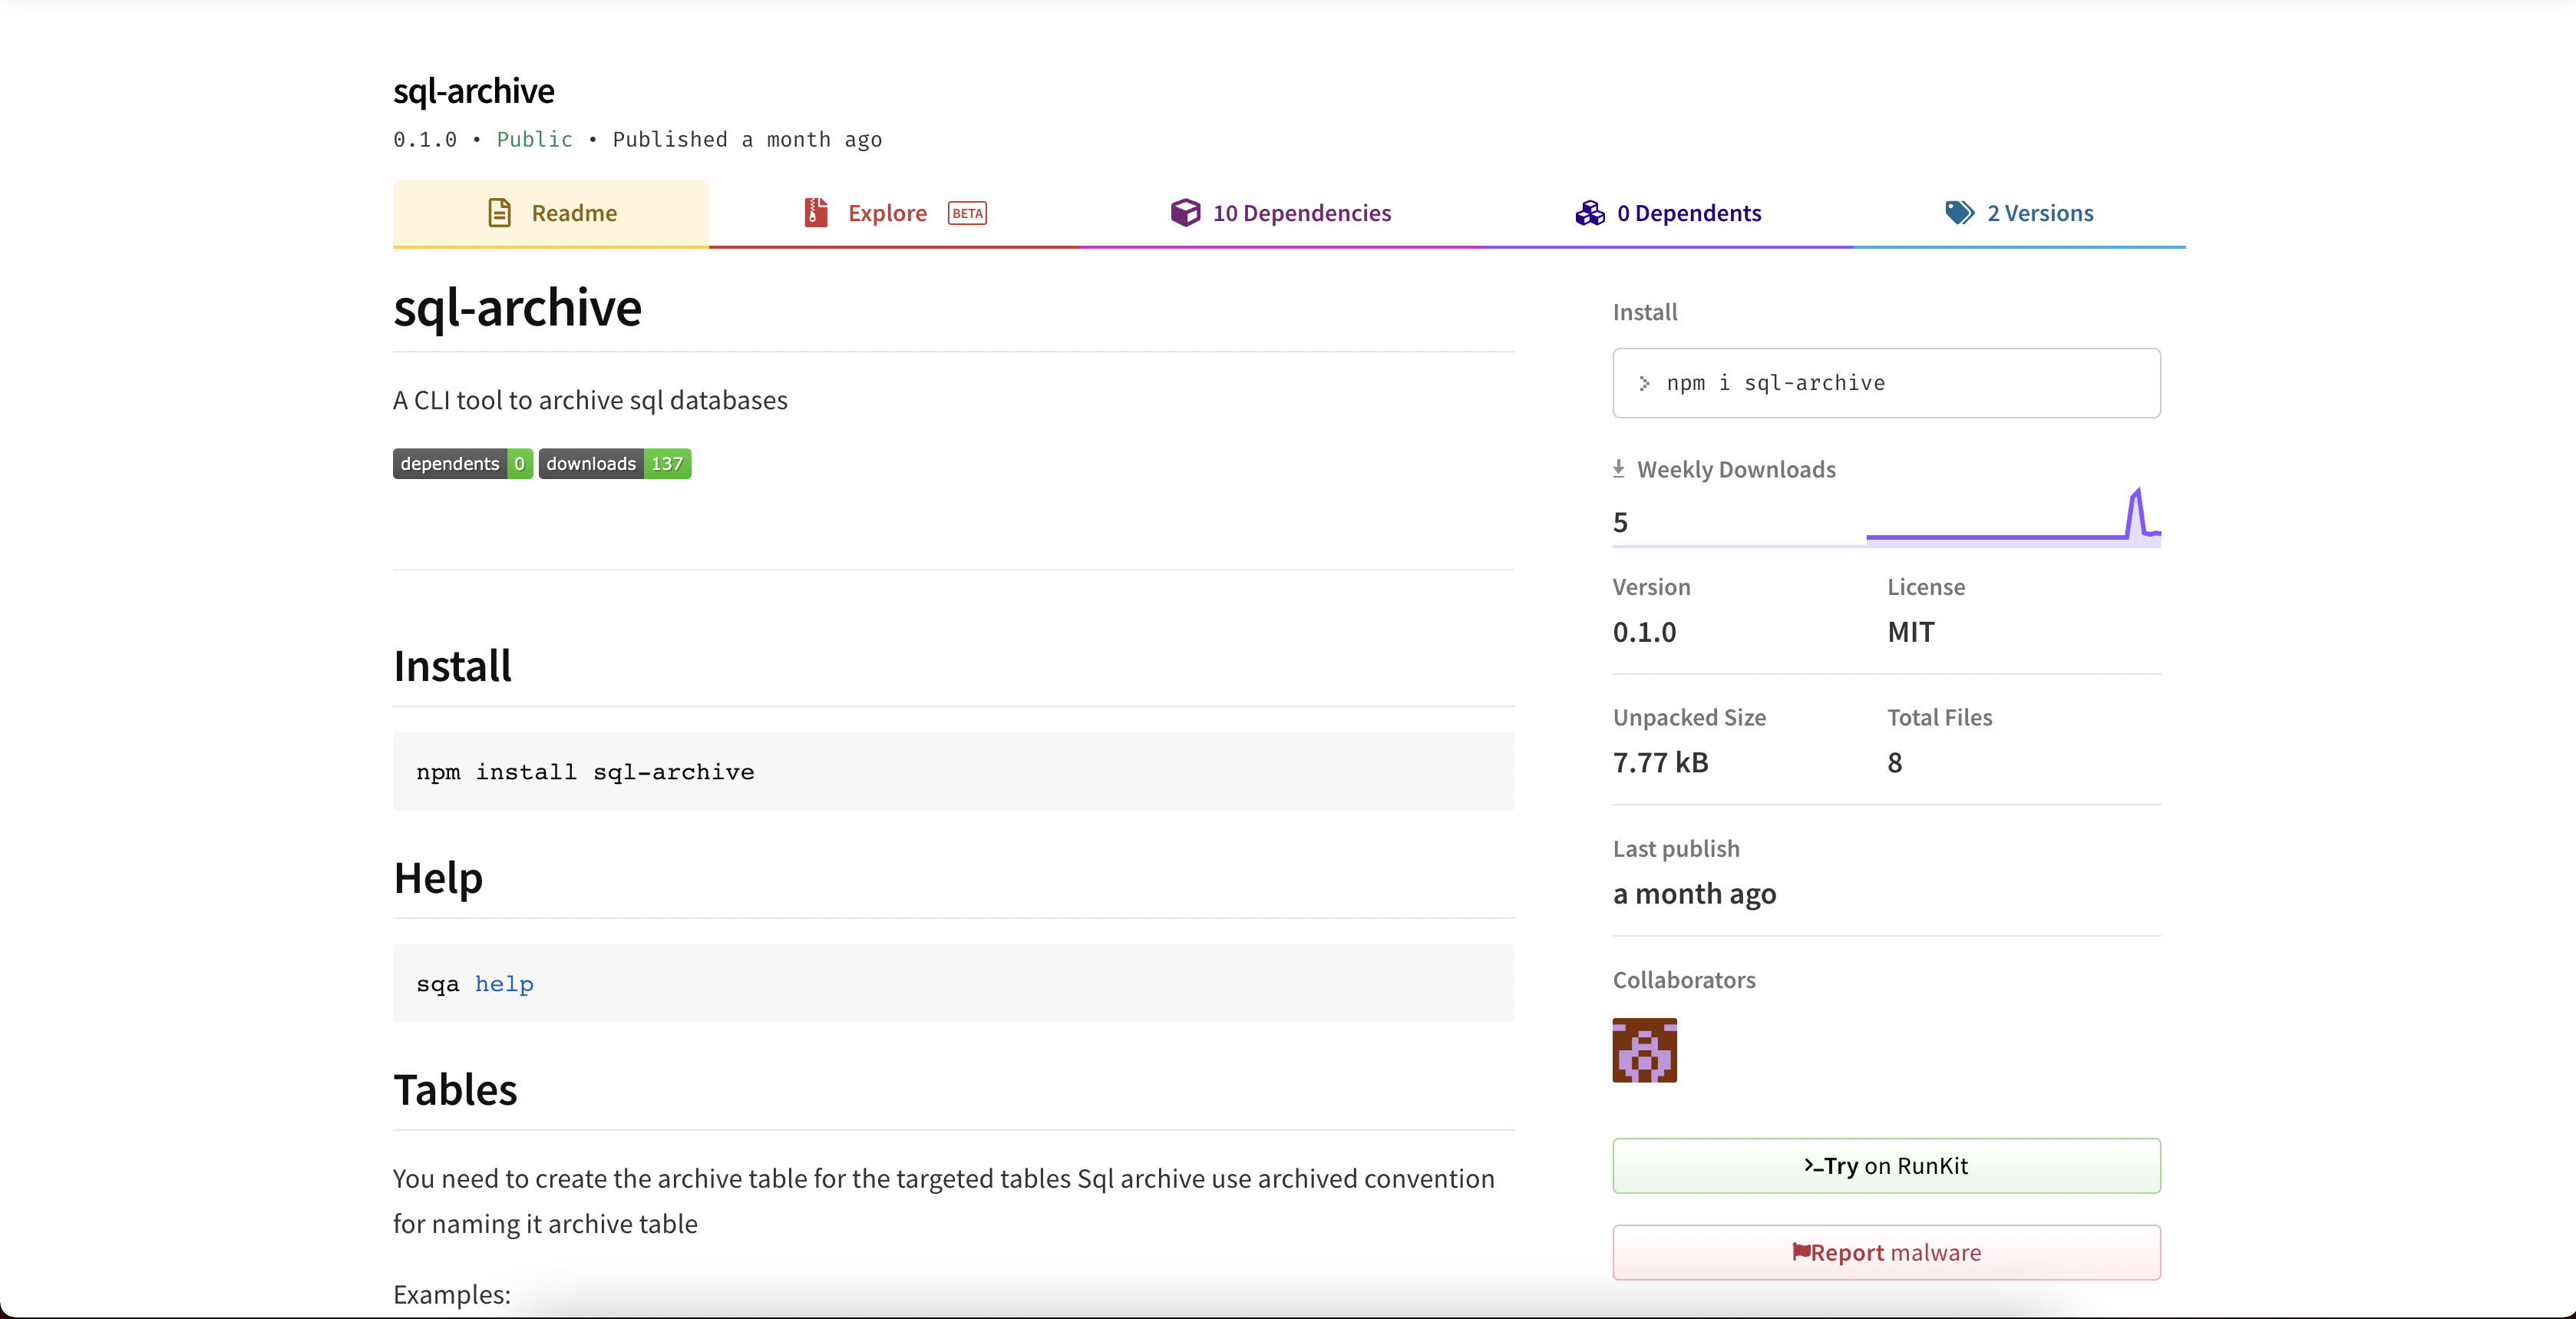 sql-archive
0.1.0 • Public • Published a month ago
Readme
Explore BETA
10 Dependencies
0 Dependents
2 Versions
sql-archive
A CLI tool to archive sql databases
dependents 0 downloads 137
Install
npm install sql-archive
Help
sqa help
Tables
You need to create the archive table for the targeted tables Sql archive use archived convention
for naming it archive table
Examples:
Install
> npm i sql-archive
Weekly Downloads
5
Version
0.1.0
License
MIT
Unpacked Size
7.77 kB
Total Files
8
Last publish
a month ago
Collaborators
Try on RunKit
Report malware